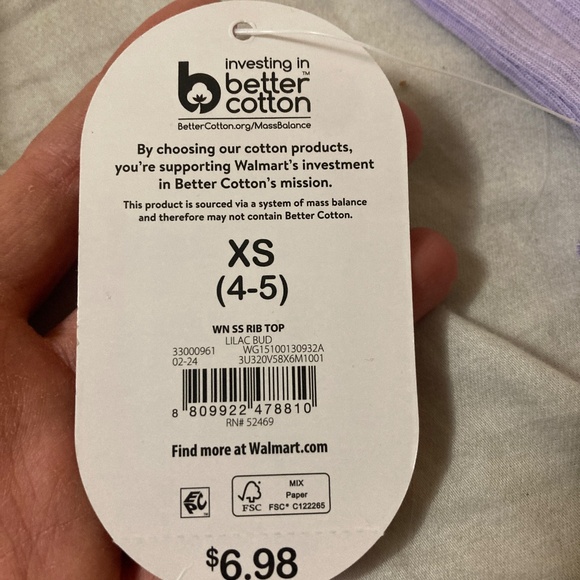 investing in
better™
cotton
BetterCotton.org/MassBalance
By choosing our cotton products,
you're supporting Walmart's investment
in Better Cotton's mission.
This product is sourced via a system of mass balance
and therefore may not contain Better Cotton.
XS
(4-5)
WN SS RIB TOP
LILAC BUD
33000961 WG15100130932A
02-24 3U320V58X6M1001
8 809922 478810
RN# 52469
Find more at Walmart.com
EPC
FSC
MIX
Paper
FSC® C122265
$6.98